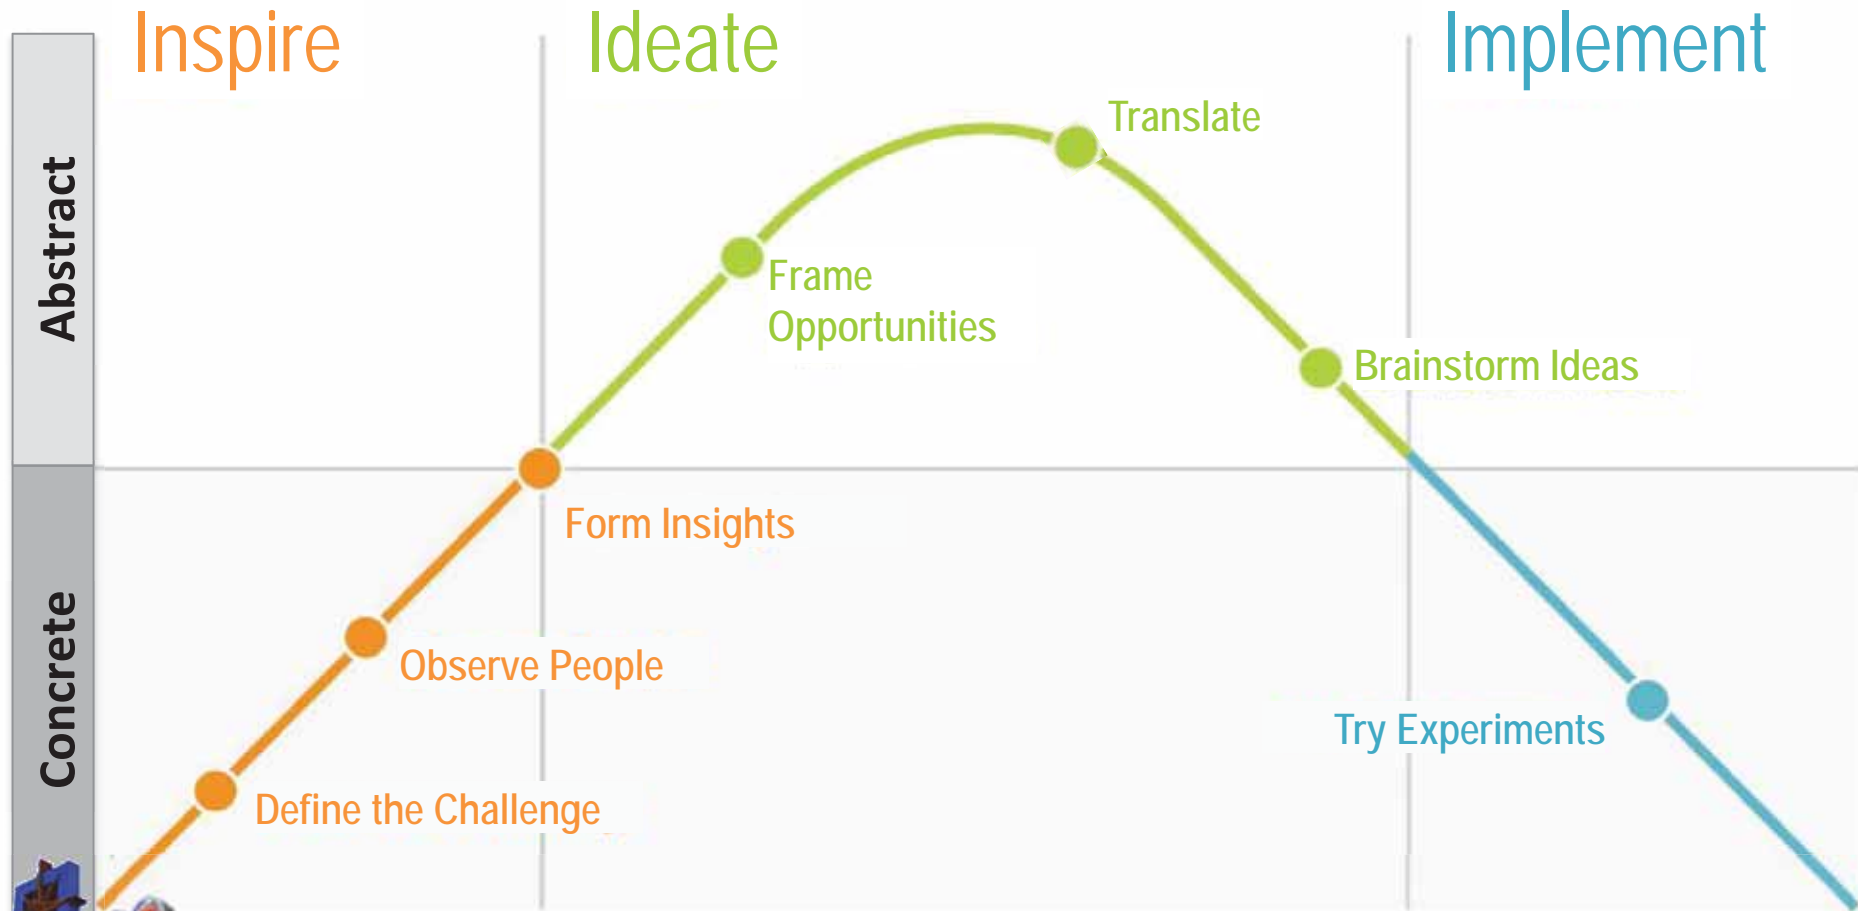 Inspire
Ideate
Implement
Abstract
Concrete
Translate
Frame
Opportunities
Brainstorm Ideas
Form Insights
Observe People
Try Experiments
Define the Challenge